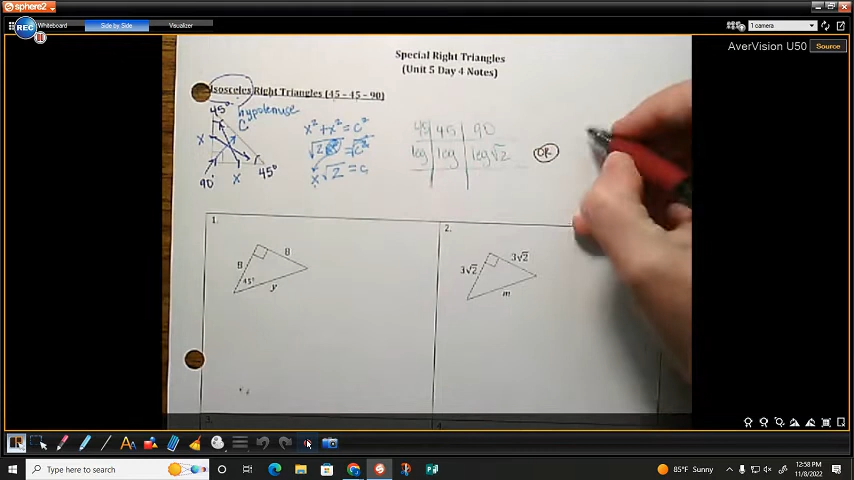 sphere2
REC
Whiteboard
Side by Side
Visualizer
1 camera
AverVision U50
Source
Special Right Triangles
(Unit 5 Day 4 Notes)
Isosceles Right Triangles (45 – 45 – 90)
45°
hypotenuse
C
X
90°
X
45°
x² + x² = c²
x√2 = c
45 | 45 | 90
leg | leg | leg√2
OR
1.
8
8
45°
y
2.
3√2
3√2
m
3.
4.
Type here to search
85°F Sunny
12:58 PM
11/8/2022